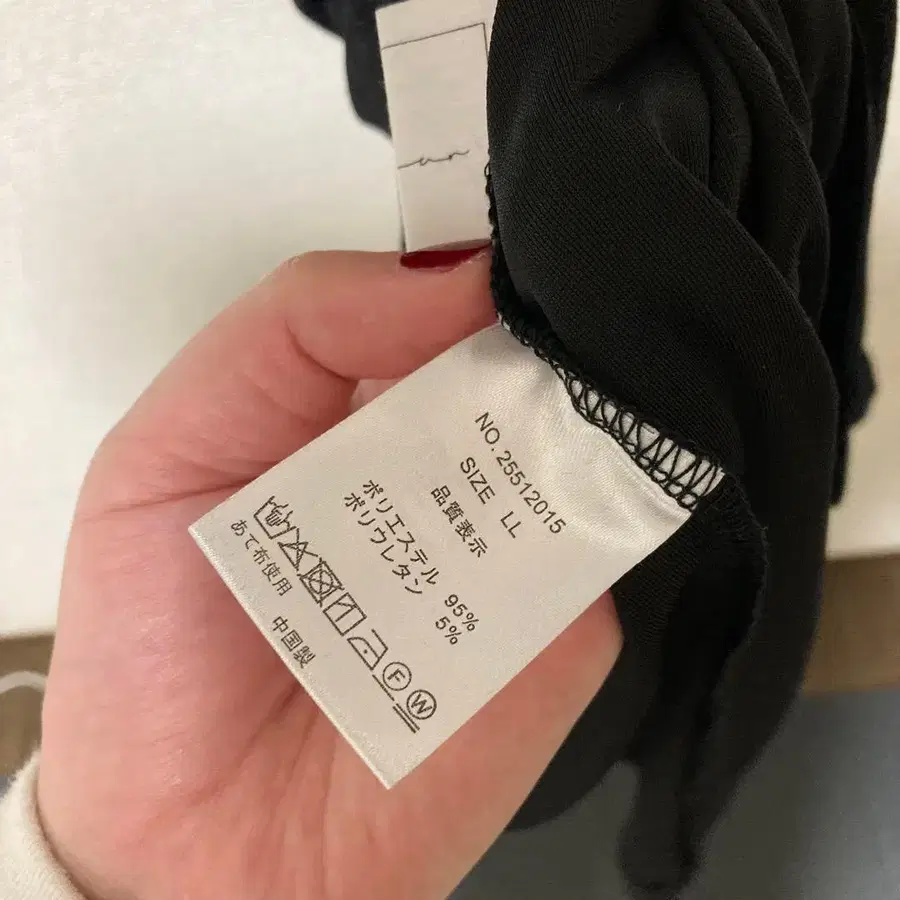 NO.25512015
SIZE LL
品質表示
ポリエステル 95%
ポリウレタン 5%
F W
あて布使用
中国製